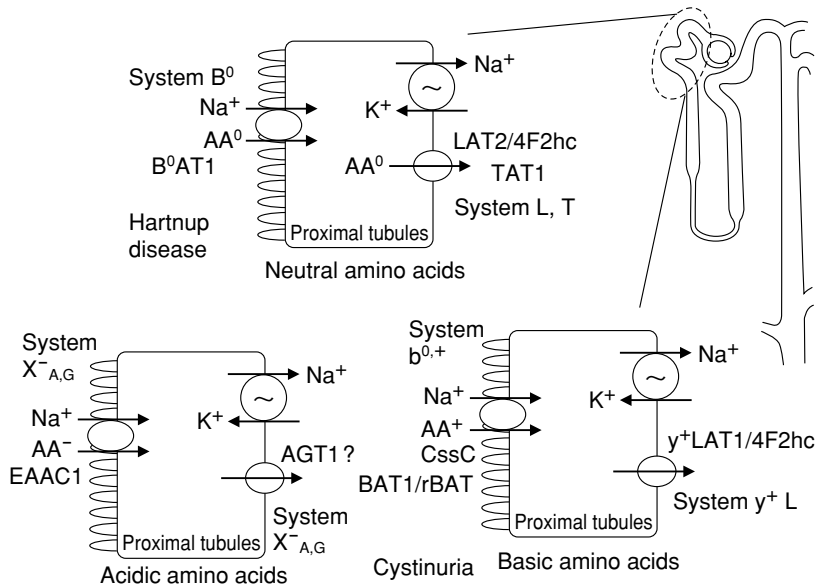 System B⁰
Na⁺
AA⁰
B⁰AT1
Hartnup
disease
Na⁺
~
K⁺
AA⁰
LAT2/4F2hc
TAT1
System L, T
Proximal tubules
Neutral amino acids
System
X⁻A,G
Na⁺
AA⁻
EAAC1
Na⁺
~
K⁺
AGT1?
System
X⁻A,G
Proximal tubules
Acidic amino acids
System
b⁰,⁺
Na⁺
AA⁺
CssC
BAT1/rBAT
Na⁺
~
K⁺
y⁺LAT1/4F2hc
System y⁺ L
Proximal tubules
Cystinuria
Basic amino acids